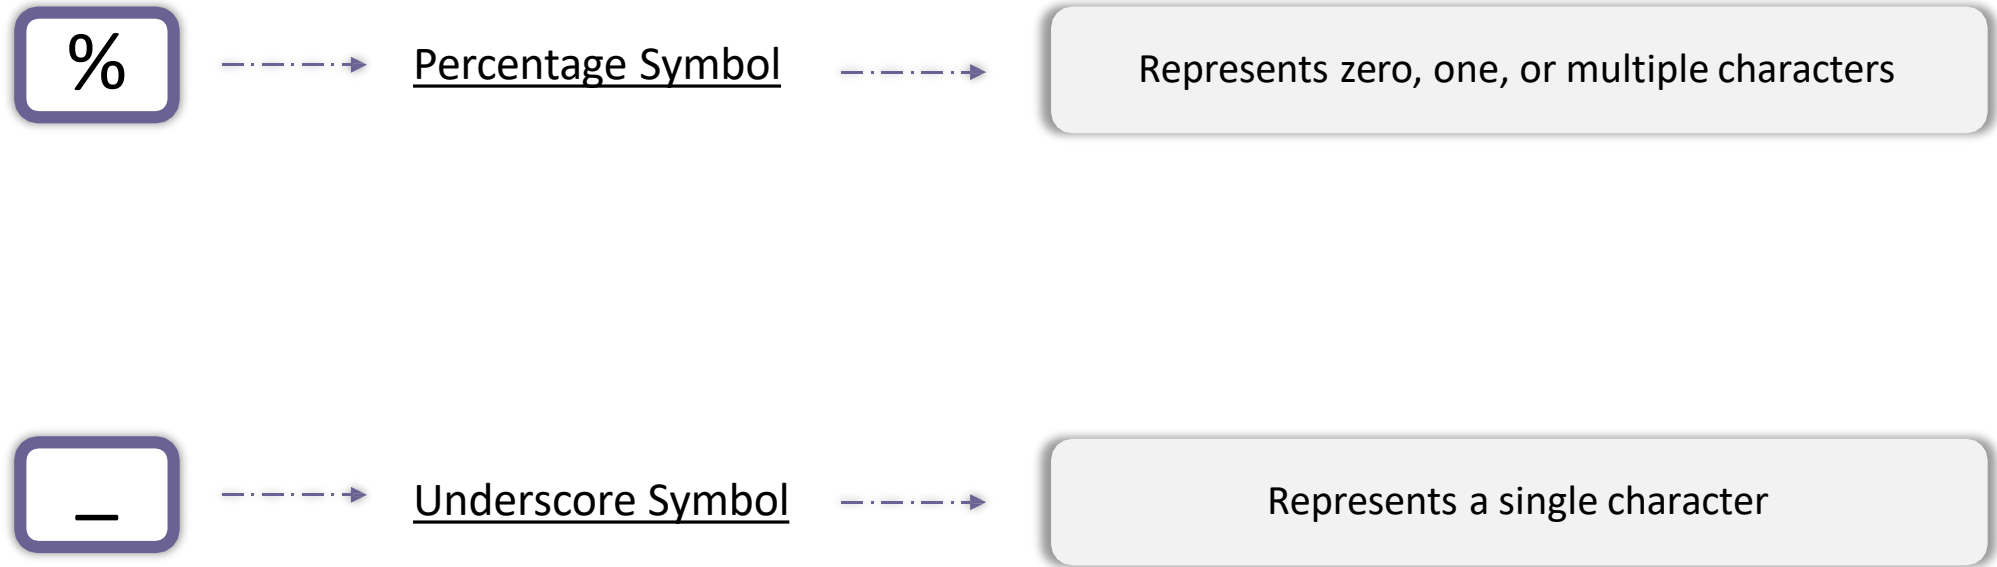 % Percentage Symbol Represents zero, one, or multiple characters
_ Underscore Symbol Represents a single character